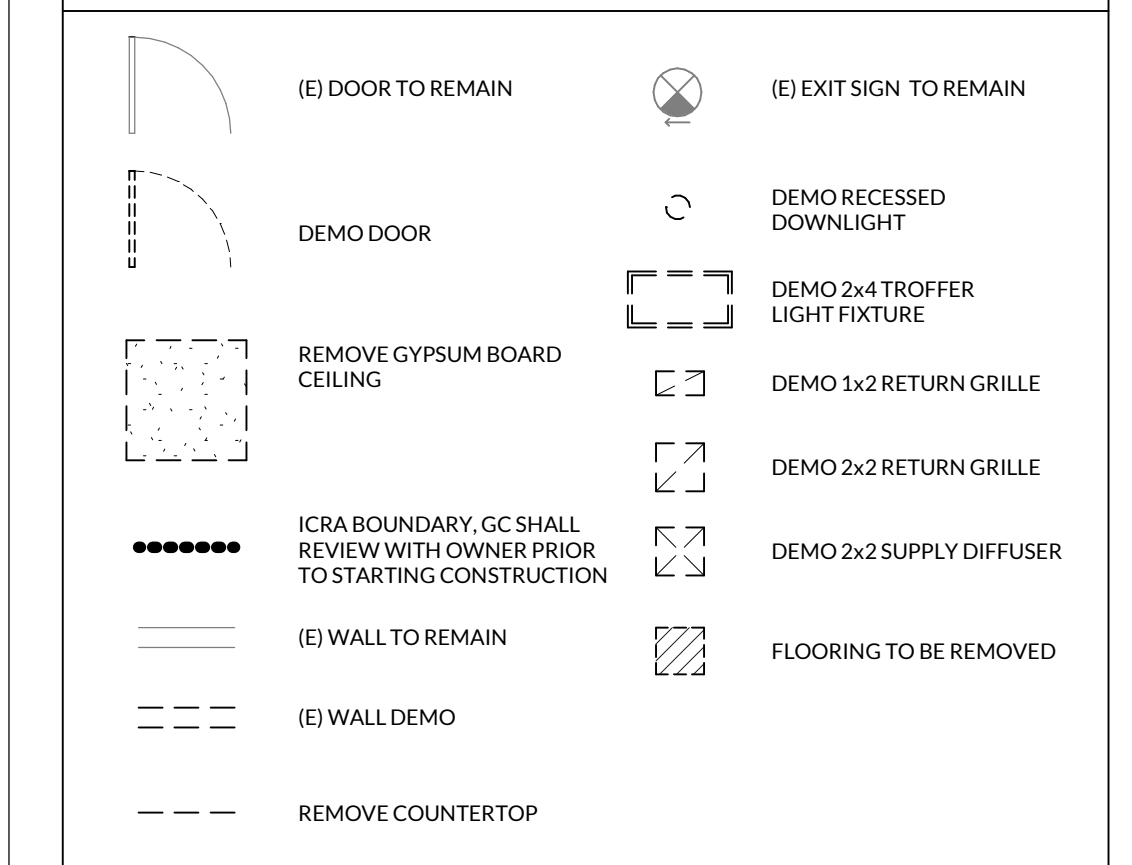 (E) DOOR TO REMAIN
DEMO DOOR
REMOVE GYPSUM BOARD
CEILING
ICRA BOUNDARY, GC SHALL
REVIEW WITH OWNER PRIOR
TO STARTING CONSTRUCTION
(E) WALL TO REMAIN
(E) WALL DEMO
REMOVE COUNTERTOP
(E) EXIT SIGN TO REMAIN
DEMO RECESSED
DOWNLIGHT
DEMO 2x4 TROFFER
LIGHT FIXTURE
DEMO 1x2 RETURN GRILLE
DEMO 2x2 RETURN GRILLE
DEMO 2x2 SUPPLY DIFFUSER
FLOORING TO BE REMOVED